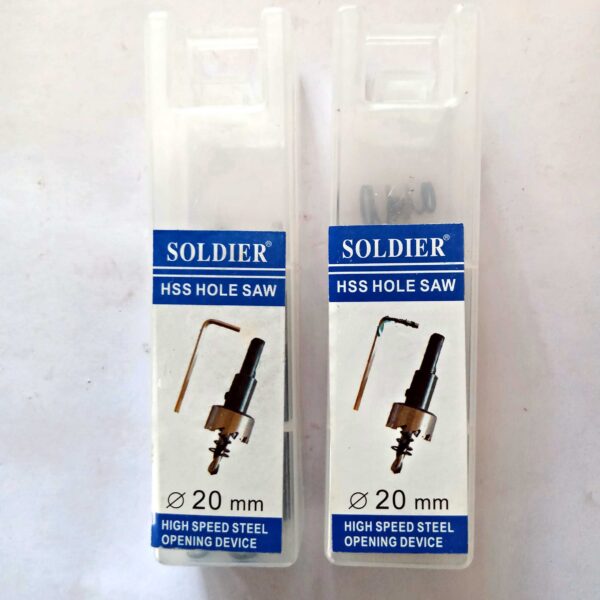 SOLDIER®
HSS HOLE SAW
⌀ 20 mm
HIGH SPEED STEEL
OPENING DEVICE
SOLDIER®
HSS HOLE SAW
⌀ 20 mm
HIGH SPEED STEEL
OPENING DEVICE